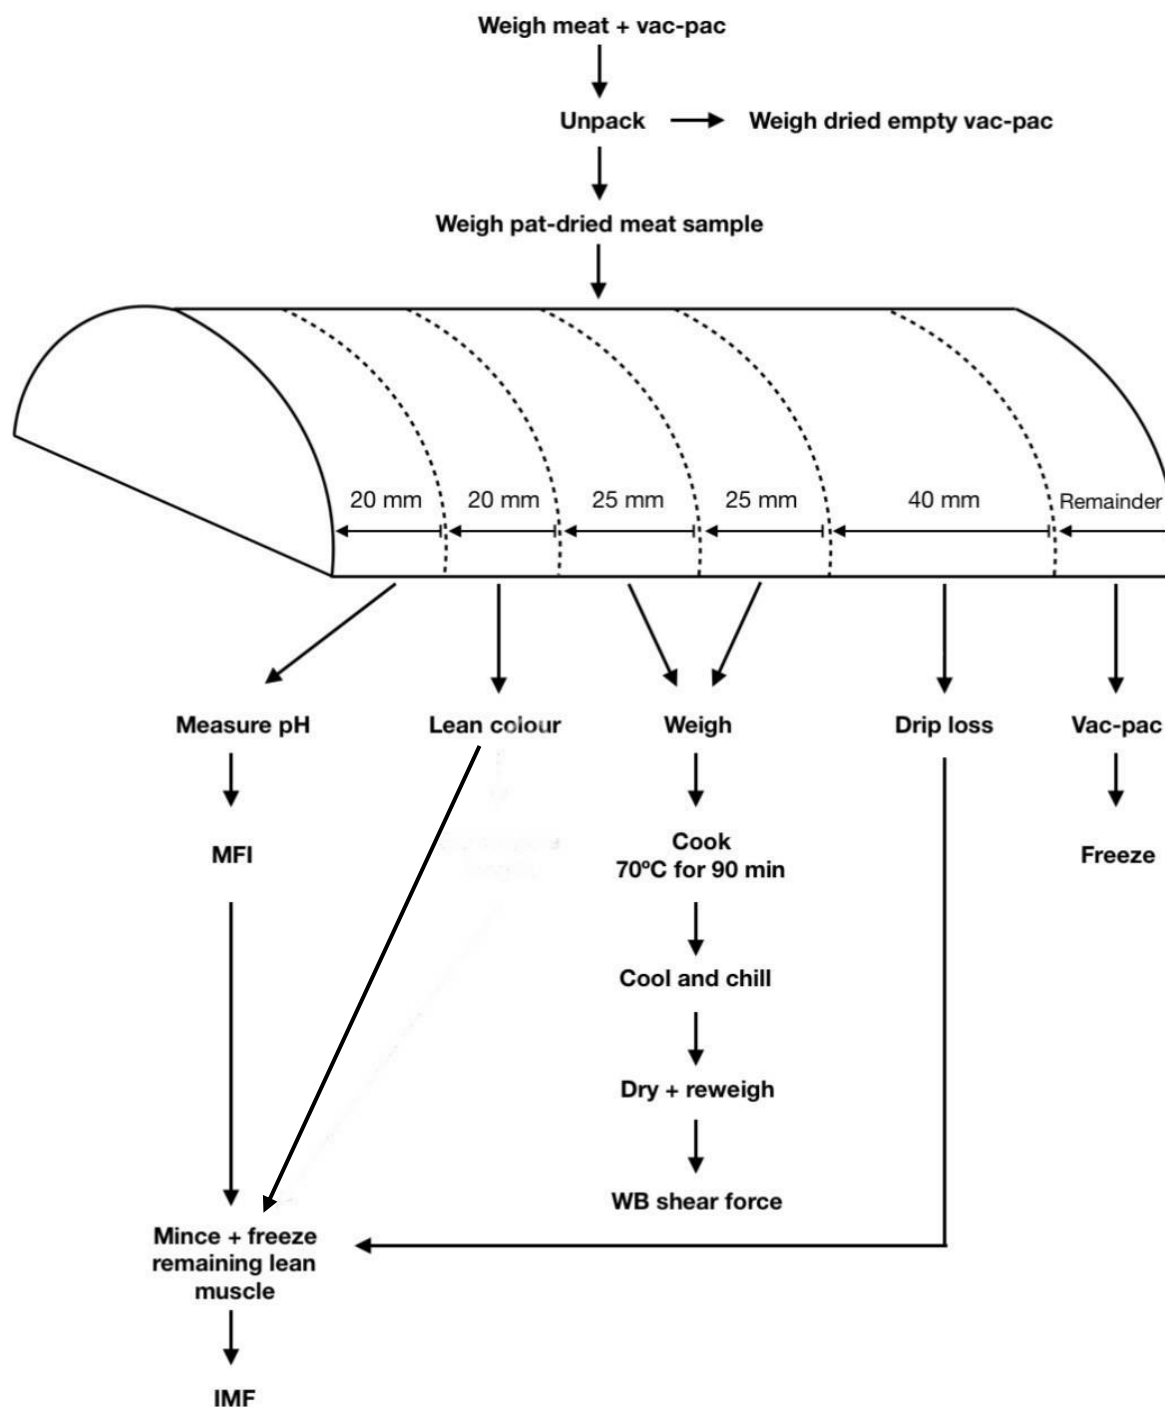 Weigh meat + vac-pac
Unpack
Weigh dried empty vac-pac
Weigh pat-dried meat sample
20 mm
20 mm
25 mm
25 mm
40 mm
Remainder
Measure pH
Lean colour
Weigh
Drip loss
Vac-pac
MFI
Cook
70ºC for 90 min
Freeze
Cool and chill
Dry + reweigh
WB shear force
Mince + freeze
remaining lean
muscle
IMF